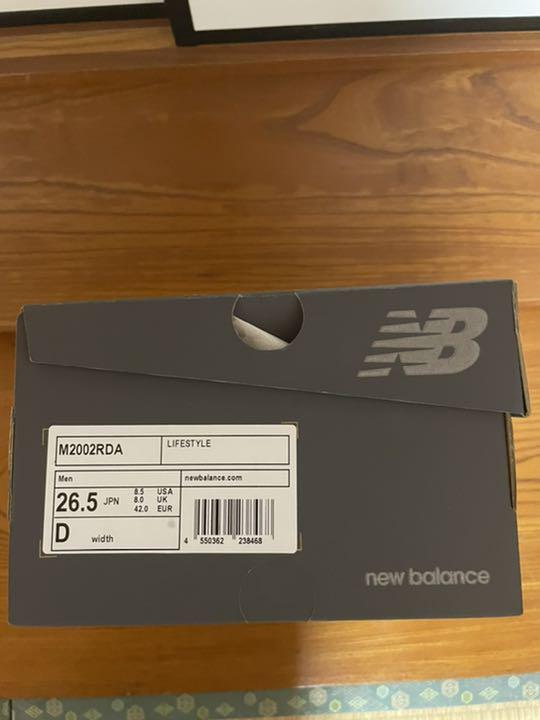 NB
M2002RDA
LIFESTYLE
Men
newbalance.com
26.5 JPN
8.5 USA
8.0 UK
42.0 EUR
D width
4 550362 238468
new balance